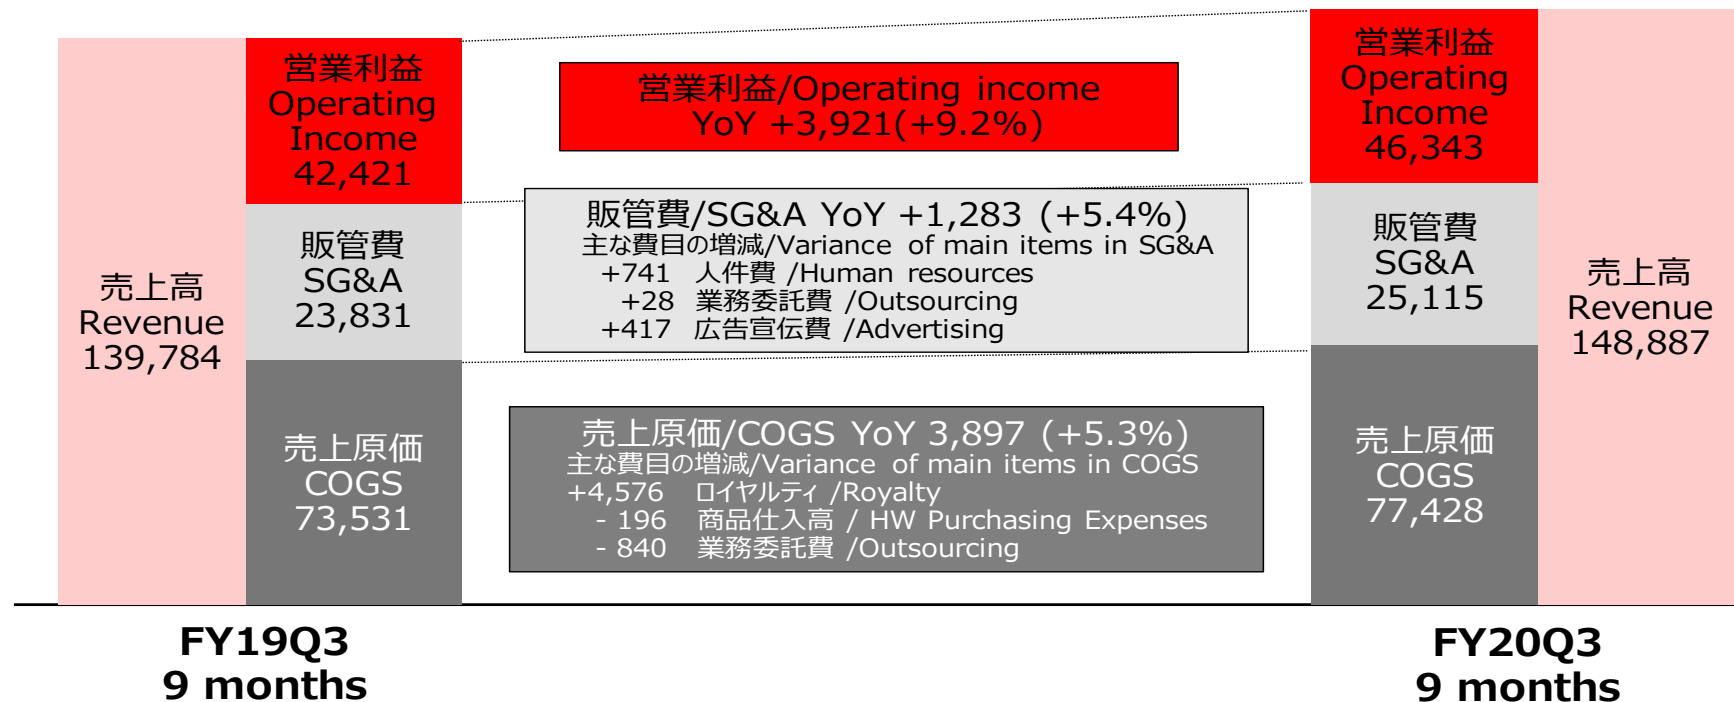 売上高
Revenue
139,784
営業利益
Operating
Income
42,421
販管費
SG&A
23,831
売上原価
COGS
73,531
営業利益/Operating income
YoY +3,921(+9.2%)
販管費/SG&A YoY +1,283 (+5.4%)
主な費目の増減/Variance of main items in SG&A
+741 人件費 /Human resources
+28 業務委託費 /Outsourcing
+417 広告宣伝費 /Advertising
売上原価/COGS YoY 3,897 (+5.3%)
主な費目の増減/Variance of main items in COGS
+4,576 ロイヤルティ /Royalty
- 196 商品仕入高 / HW Purchasing Expenses
- 840 業務委託費 /Outsourcing
営業利益
Operating
Income
46,343
販管費
SG&A
25,115
売上原価
COGS
77,428
売上高
Revenue
148,887
FY19Q3
9 months
FY20Q3
9 months